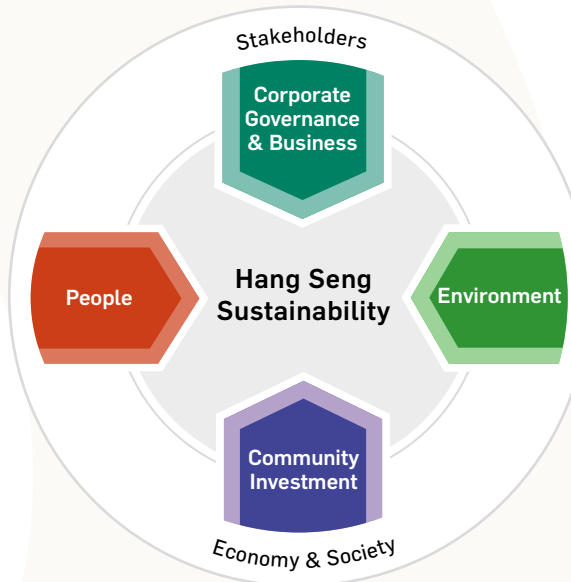 Stakeholders
Corporate
Governance
& Business
People
Hang Seng
Sustainability
Environment
Community
Investment
Economy & Society